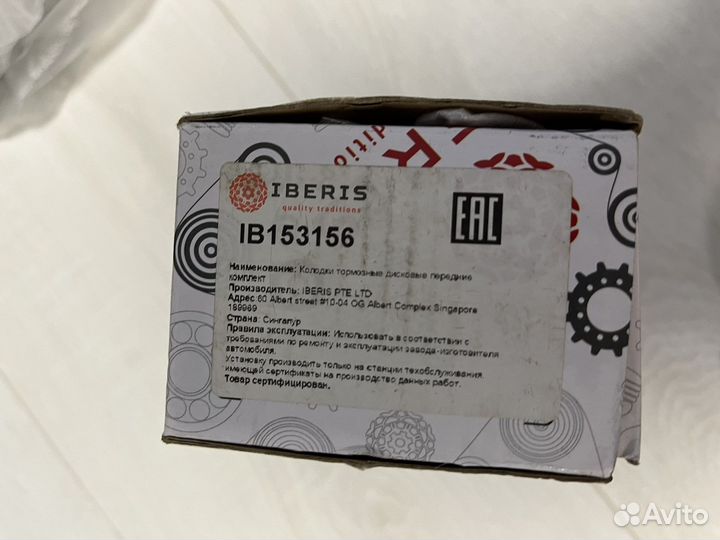 IBERIS
quality traditions
IB153156
EAC
Наименование: Колодки тормозные дисковые передние
комплект
Производитель: IBERIS PTE LTD
Адрес:60 Albert street #10-04 OG Albert Complex Singapore
189969
Страна: Сингапур
Правила эксплуатации: Использовать в соответствии с
требованиями по ремонту и эксплуатации завода-изготовителя
автомобиля.
Установку производить только на станции техобслуживания
имеющей сертификаты на производство данных работ.
Товар сертифицирован.
Avito